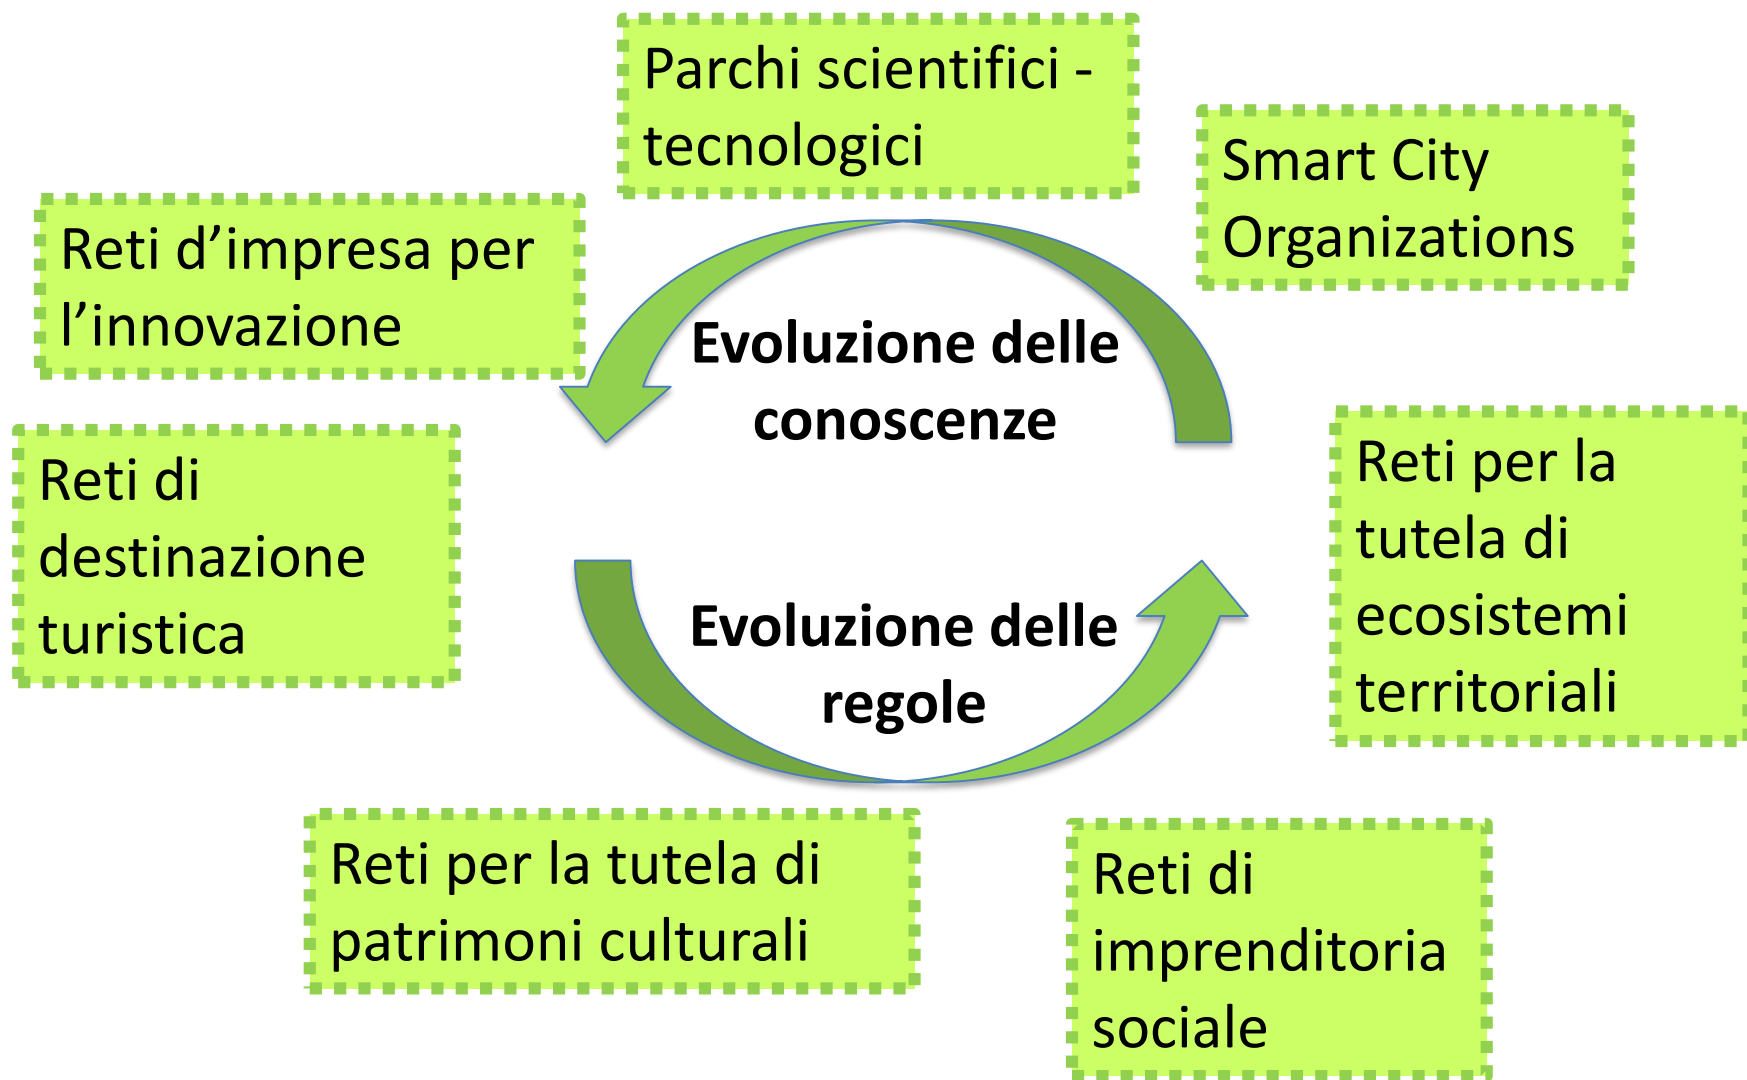 Parchi scientifici -
tecnologici
Smart City
Organizations
Reti d’impresa per
l’innovazione
Evoluzione delle
conoscenze
Reti di
destinazione
turistica
Reti per la
tutela di
ecosistemi
territoriali
Evoluzione delle
regole
Reti per la tutela di
patrimoni culturali
Reti di
imprenditoria
sociale